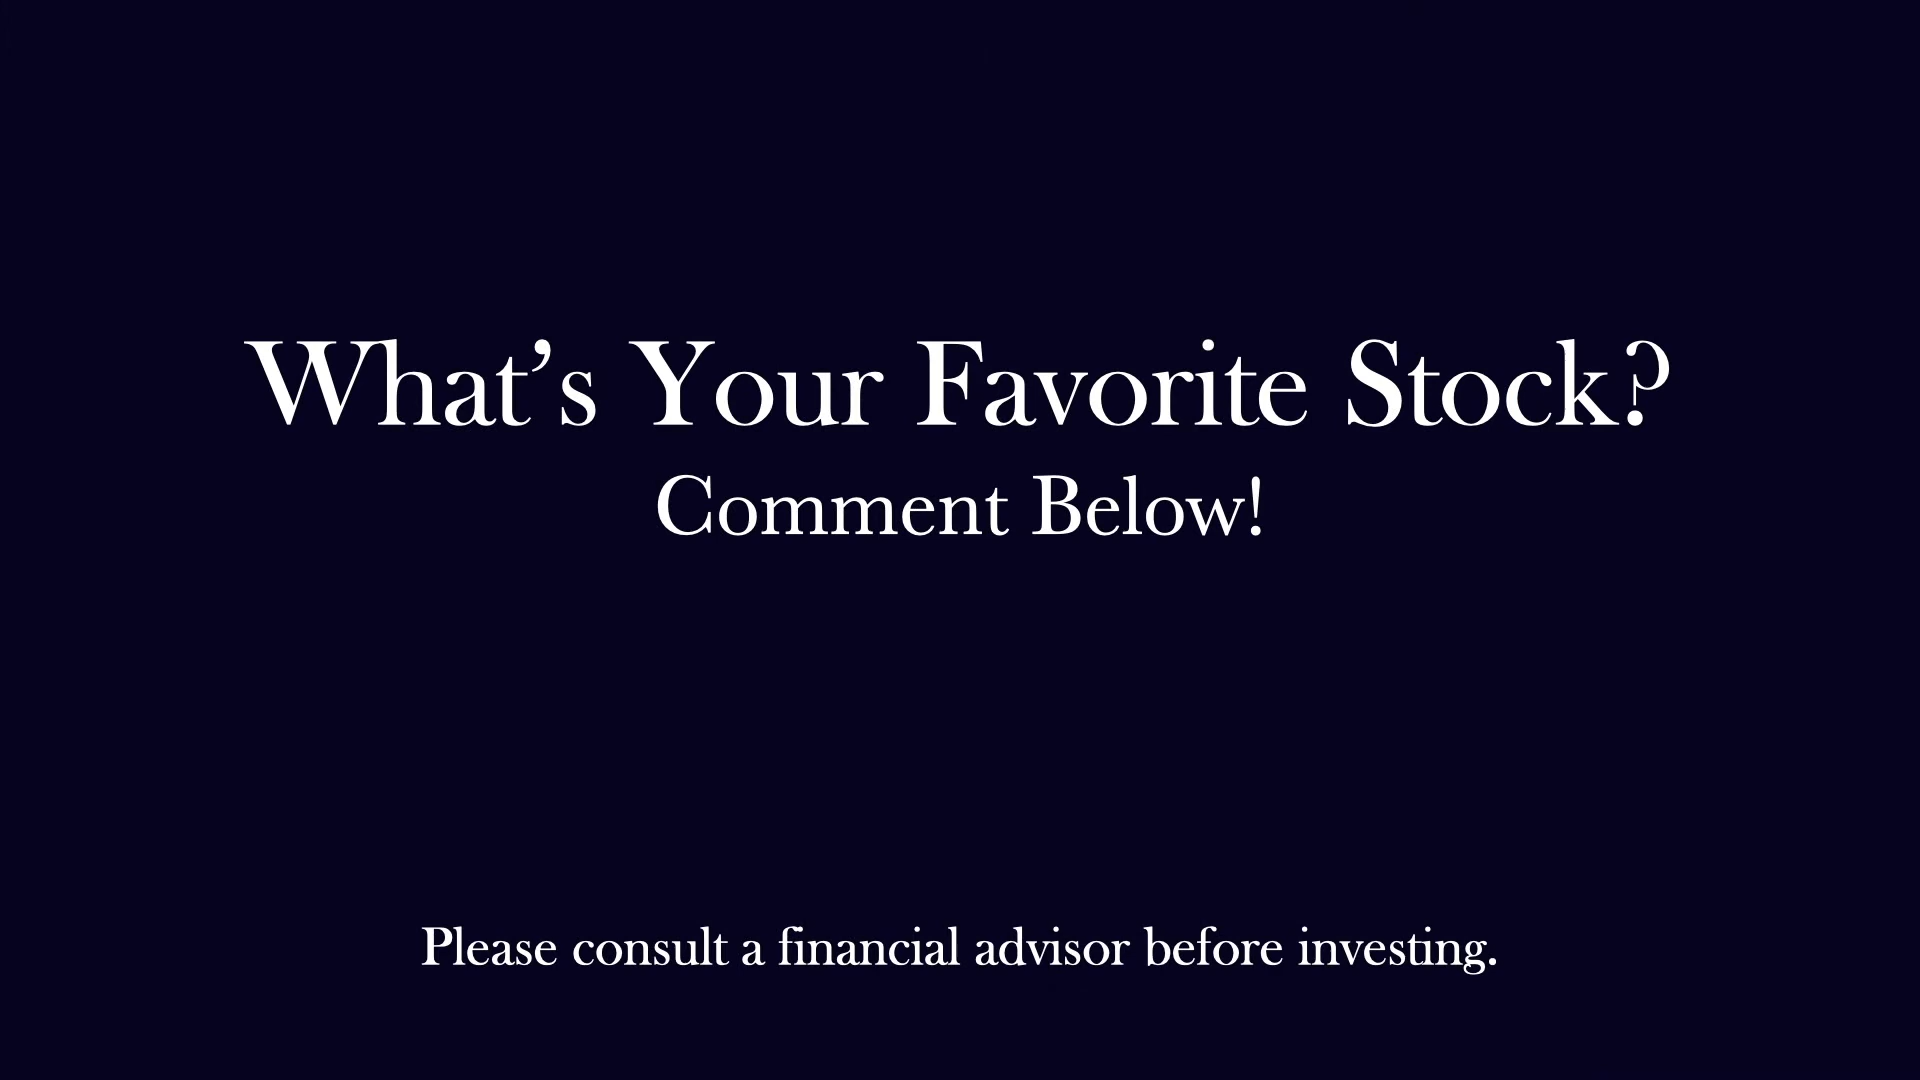 What’s Your Favorite Stock?
Comment Below!
Please consult a financial advisor before investing.